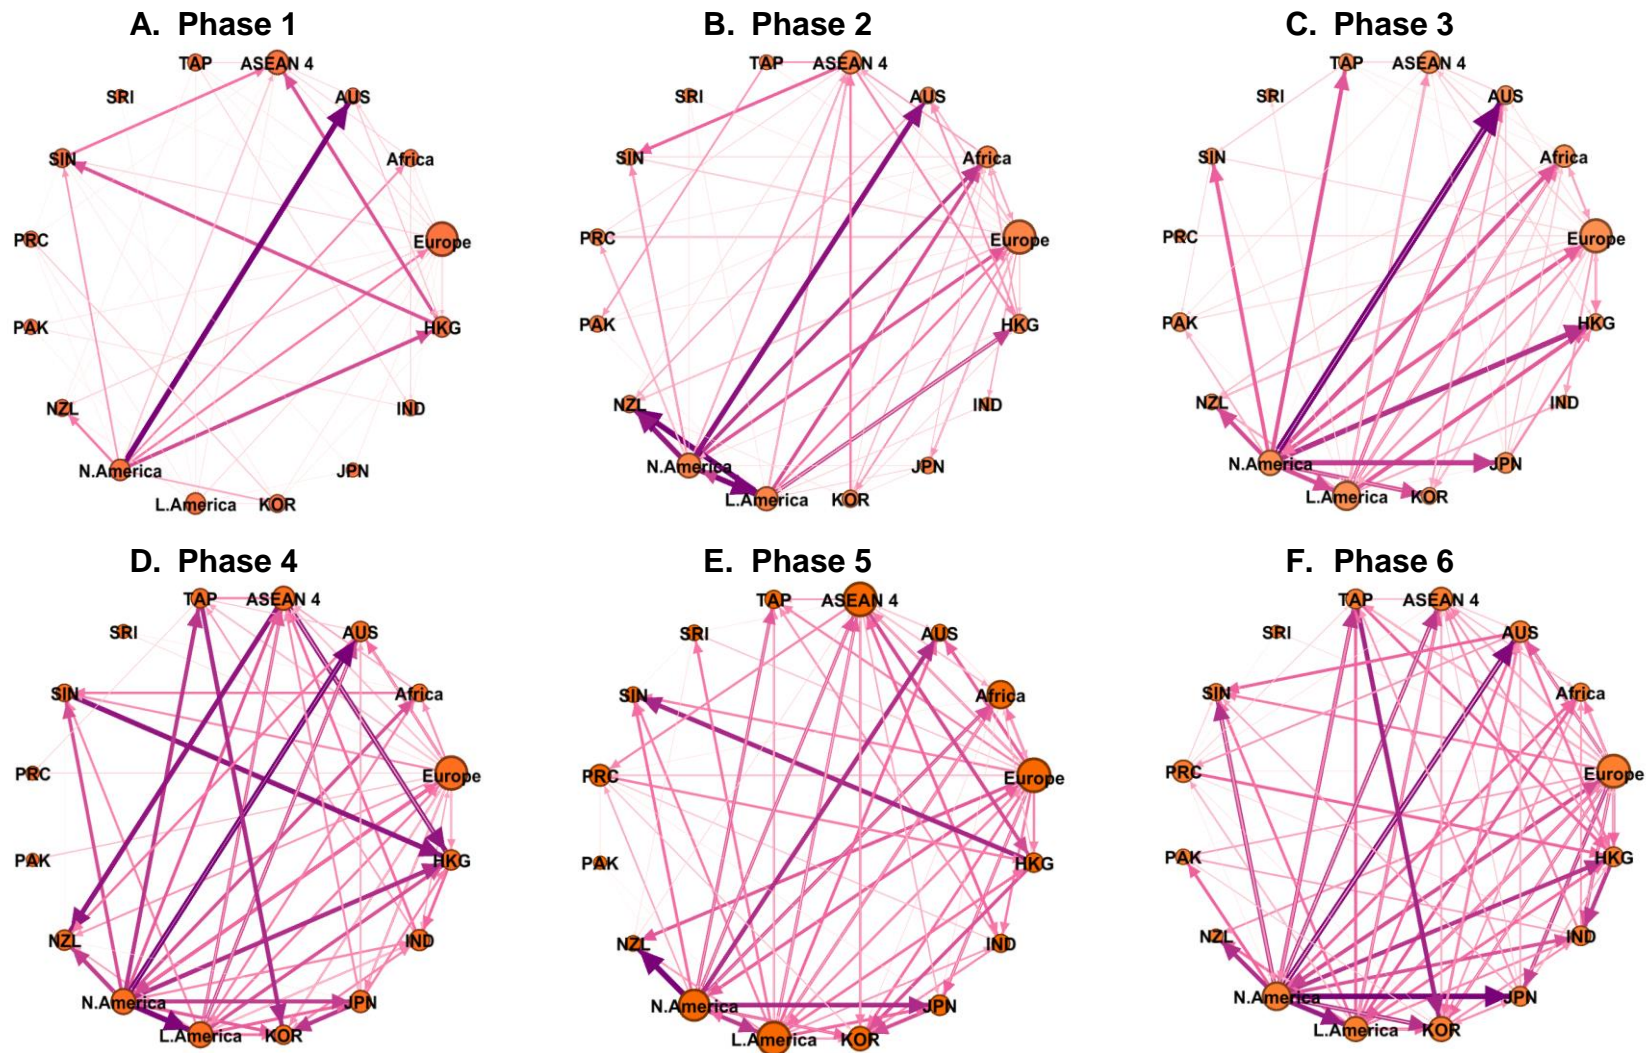 A. Phase 1
TAP
ASEAN 4
SRI
AUS
SIN
Africa
PRC
Europe
PAK
HKG
NZL
IND
N.America
JPN
L.America
KOR
B. Phase 2
TAP
ASEAN 4
SRI
AUS
SIN
Africa
PRC
Europe
PAK
HKG
NZL
IND
N.America
JPN
L.America
KOR
C. Phase 3
TAP
ASEAN 4
SRI
AUS
SIN
Africa
PRC
Europe
PAK
HKG
NZL
IND
N.America
JPN
L.America
KOR
D. Phase 4
TAP
ASEAN 4
SRI
AUS
SIN
Africa
PRC
Europe
PAK
HKG
NZL
IND
N.America
JPN
L.America
KOR
E. Phase 5
TAP
ASEAN 4
SRI
AUS
SIN
Africa
PRC
Europe
PAK
HKG
NZL
IND
N.America
JPN
L.America
KOR
F. Phase 6
TAP
ASEAN 4
SRI
AUS
SIN
Africa
PRC
Europe
PAK
HKG
NZL
IND
N.America
JPN
L.America
KOR